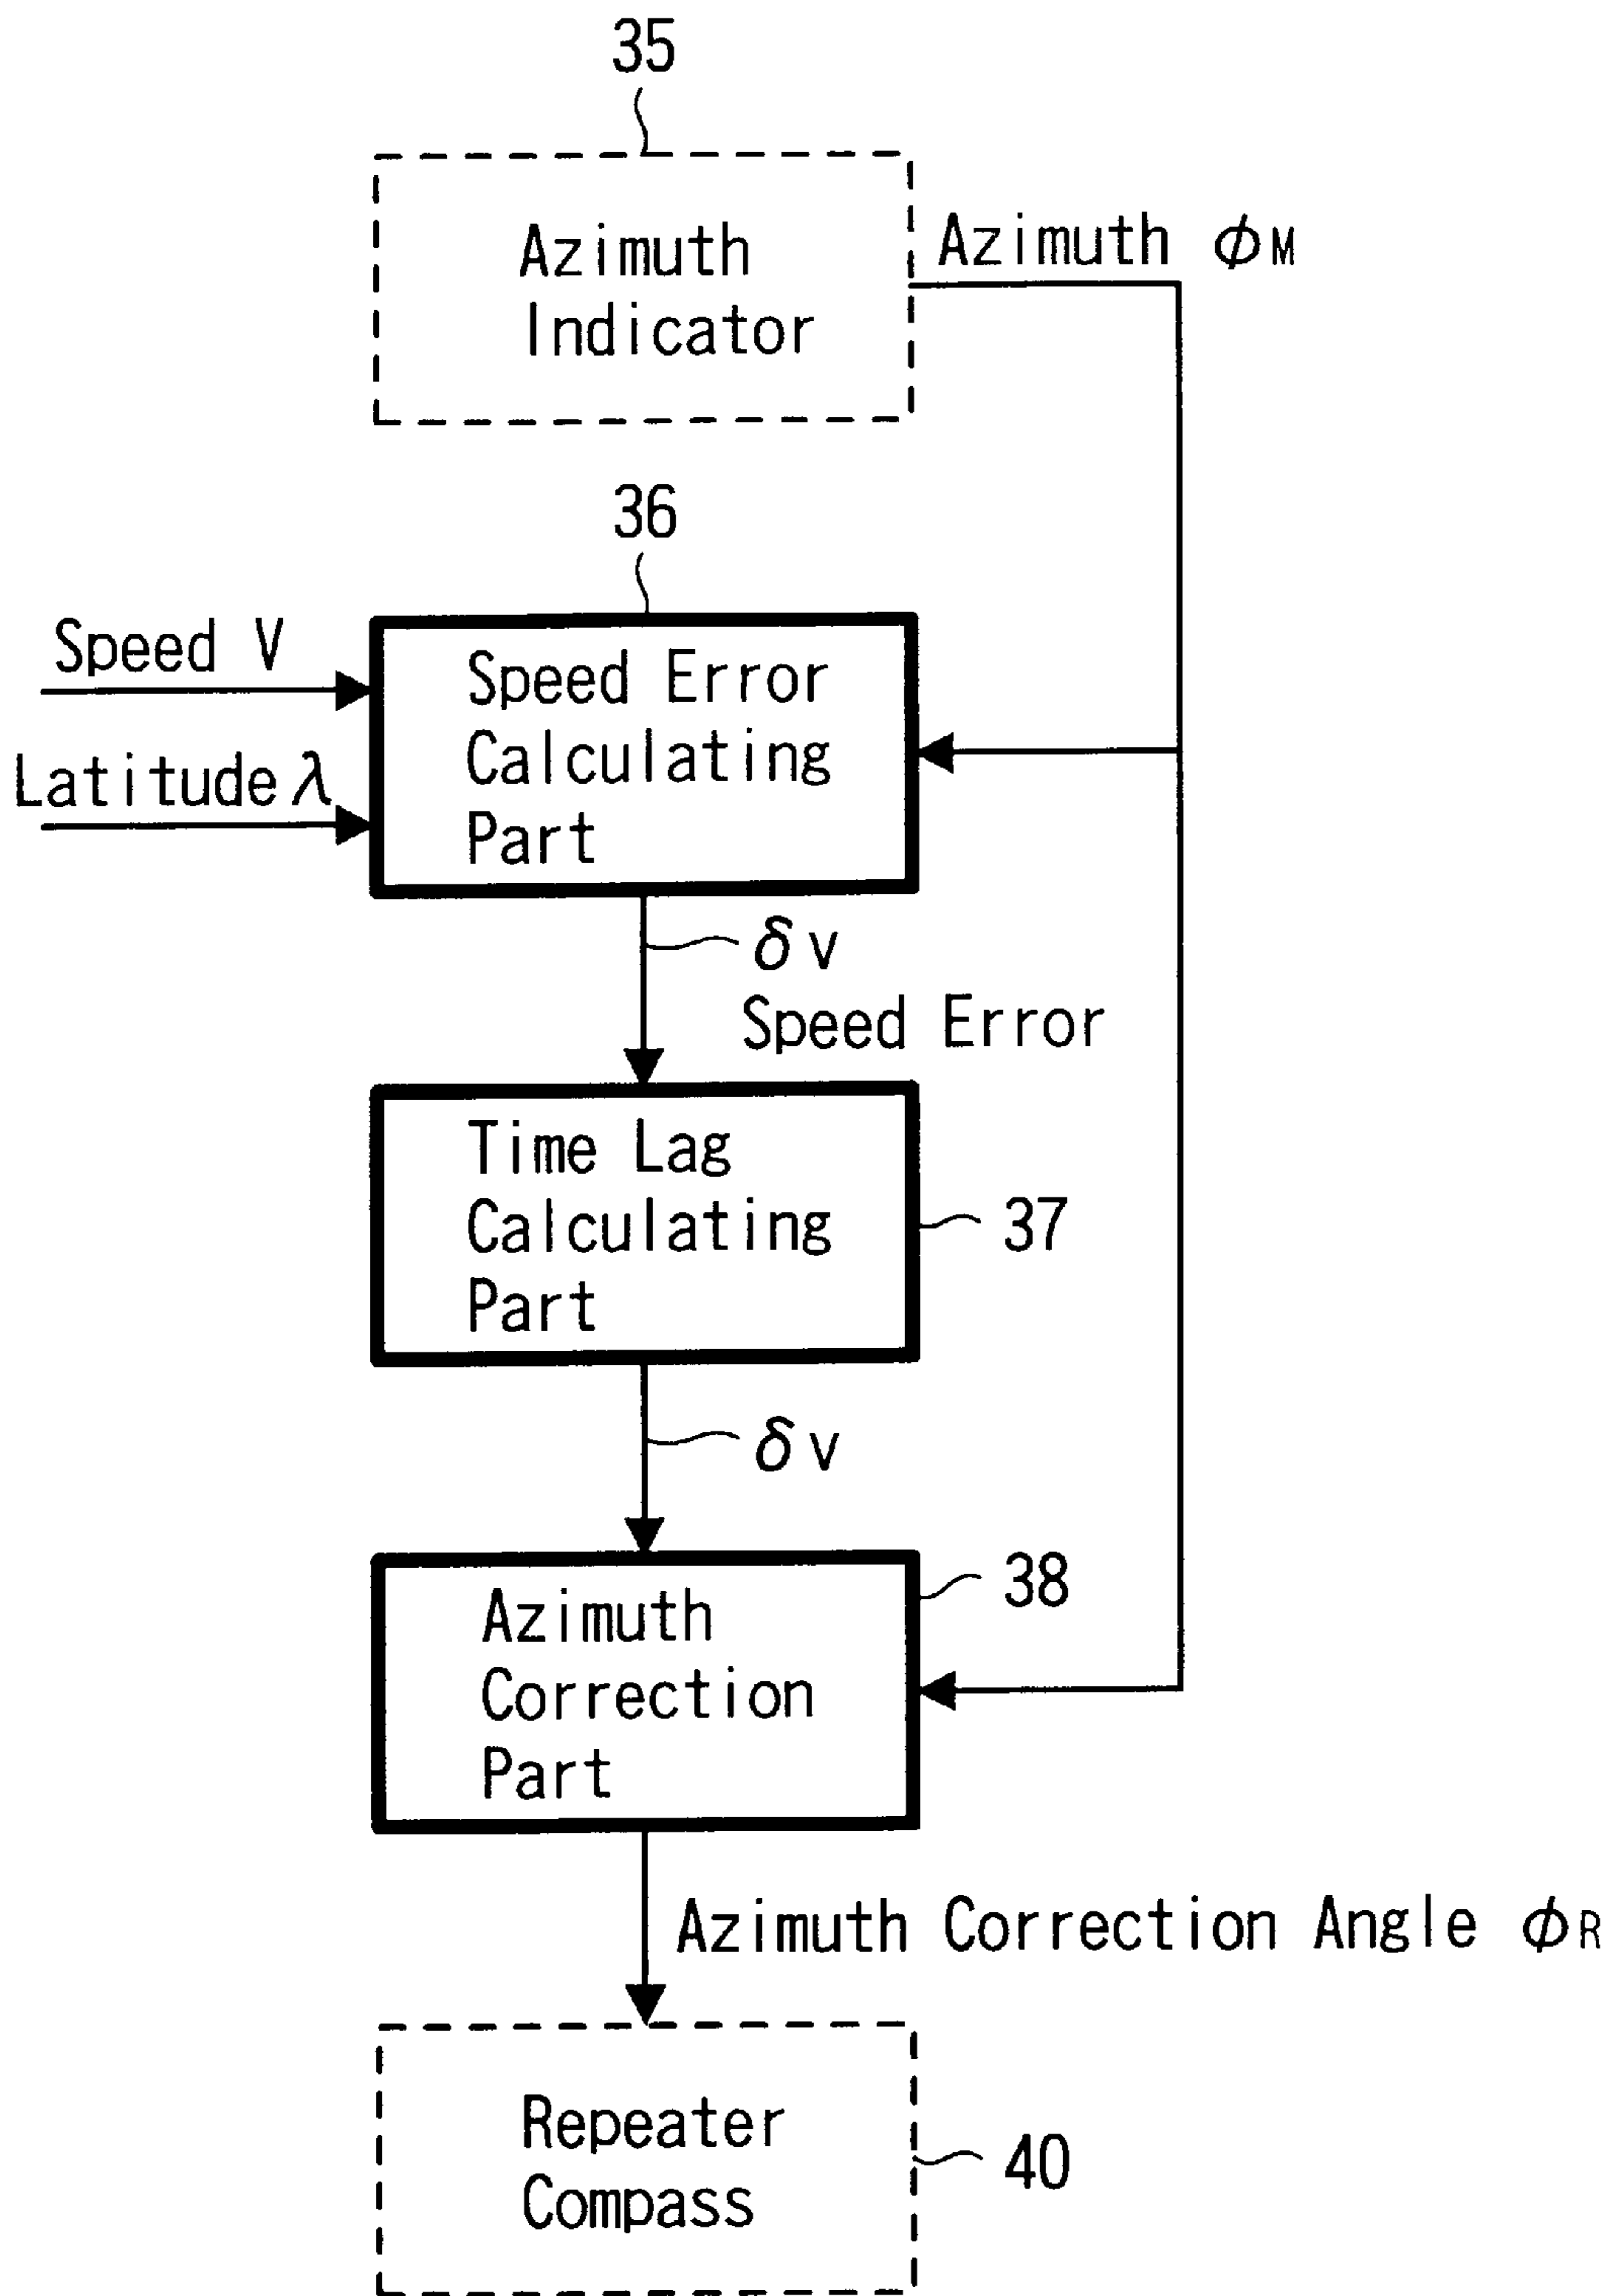 35
Azimuth
Indicator
Azimuth ϕM
36
Speed V
Latitude λ
Speed Error
Calculating
Part
δv
Speed Error
Time Lag
Calculating
Part
37
δv
38
Azimuth
Correction
Part
Azimuth Correction Angle ϕR
Repeater
Compass
40